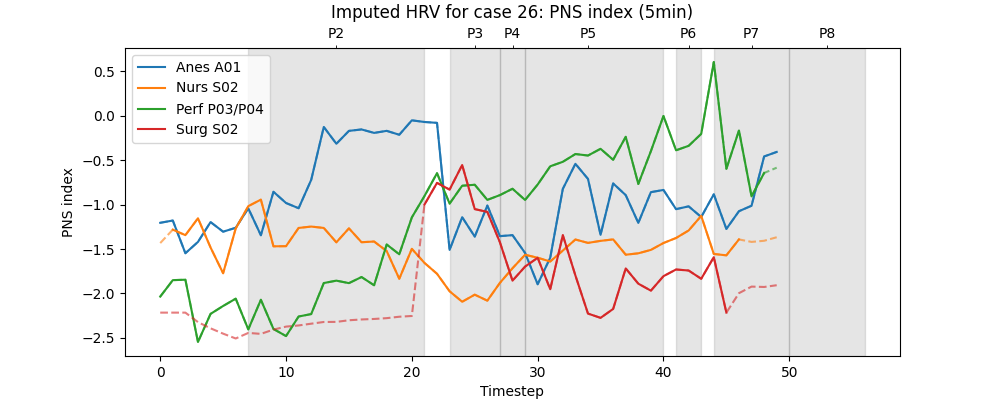 Imputed HRV for case 26: PNS index (5min)
P2 P3 P4 P5 P6 P7 P8
Anes A01
Nurs S02
Perf P03/P04
Surg S02
PNS index
0.5
0.0
−0.5
−1.0
−1.5
−2.0
−2.5
0 10 20 30 40 50
Timestep